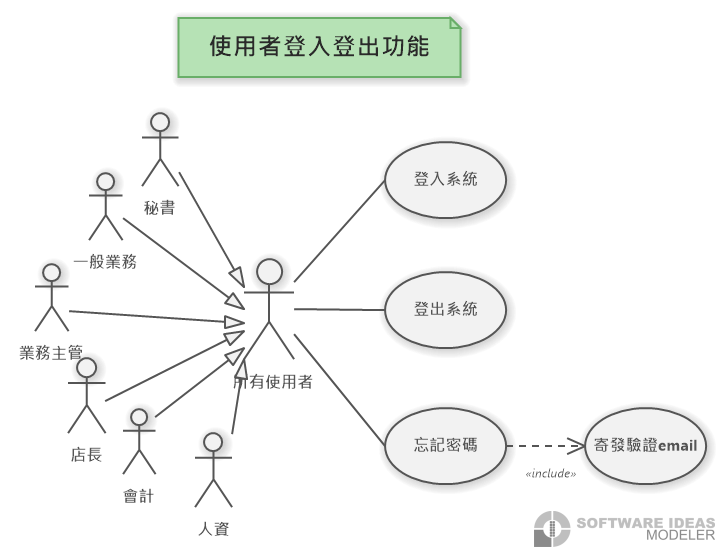 使用者登入登出功能
秘書
一般業務
業務主管
店長
會計
人資
所有使用者
登入系統
登出系統
忘記密碼
寄發驗證email
«include»
SOFTWARE IDEAS
MODELER